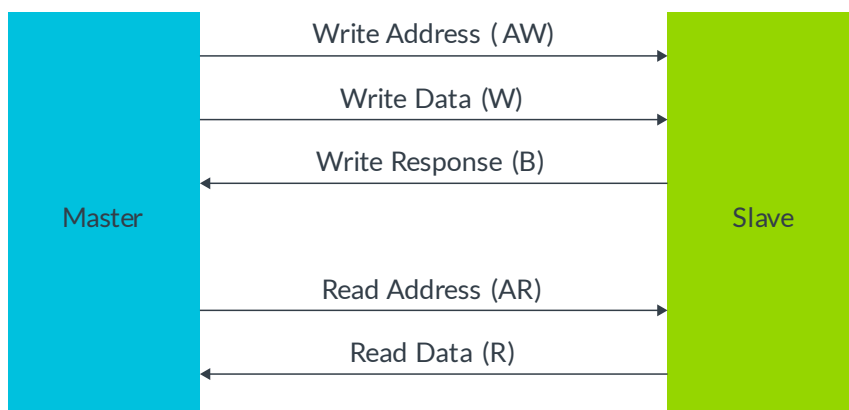 Write Address (AW)
Write Data (W)
Write Response (B)
Master
Slave
Read Address (AR)
Read Data (R)